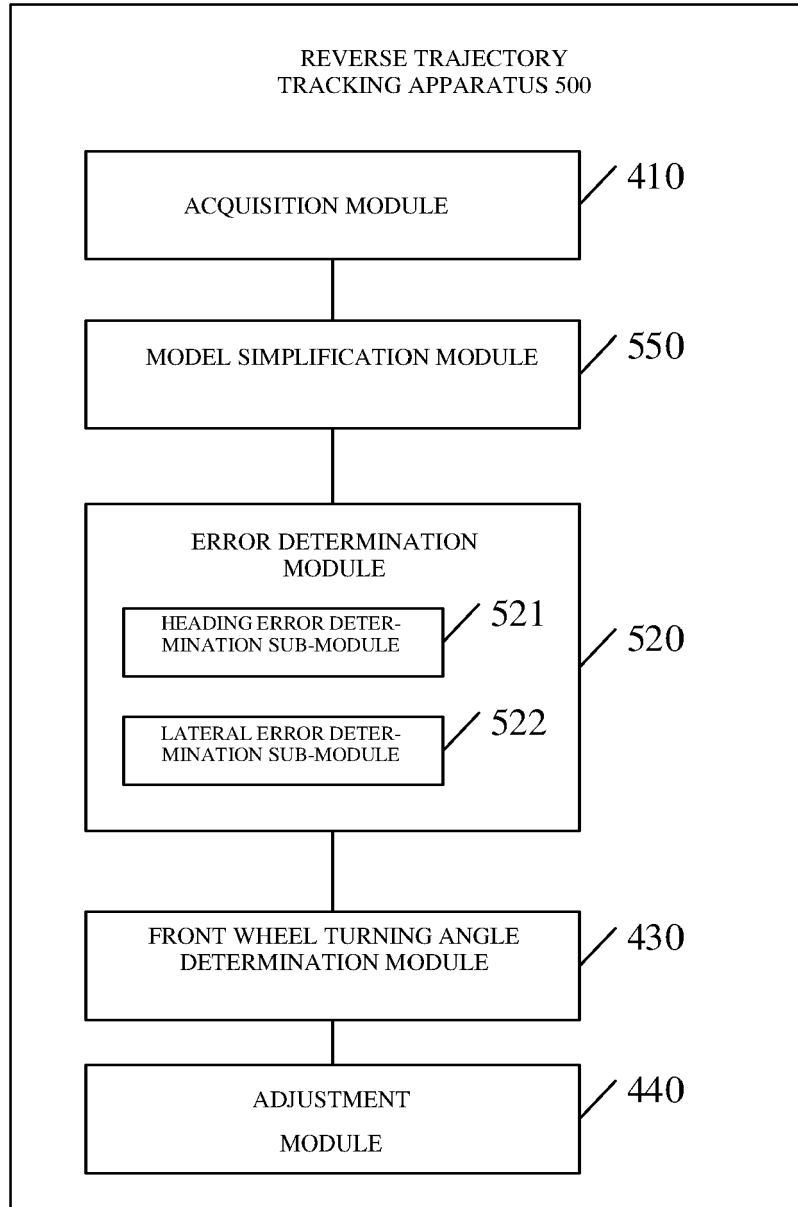 REVERSE TRAJECTORY
TRACKING APPARATUS 500
ACQUISITION MODULE
410
MODEL SIMPLIFICATION MODULE
550
ERROR DETERMINATION
MODULE
HEADING ERROR DETER-
MINATION SUB-MODULE
521
520
LATERAL ERROR DETER-
MINATION SUB-MODULE
522
FRONT WHEEL TURNING ANGLE
DETERMINATION MODULE
430
ADJUSTMENT
MODULE
440